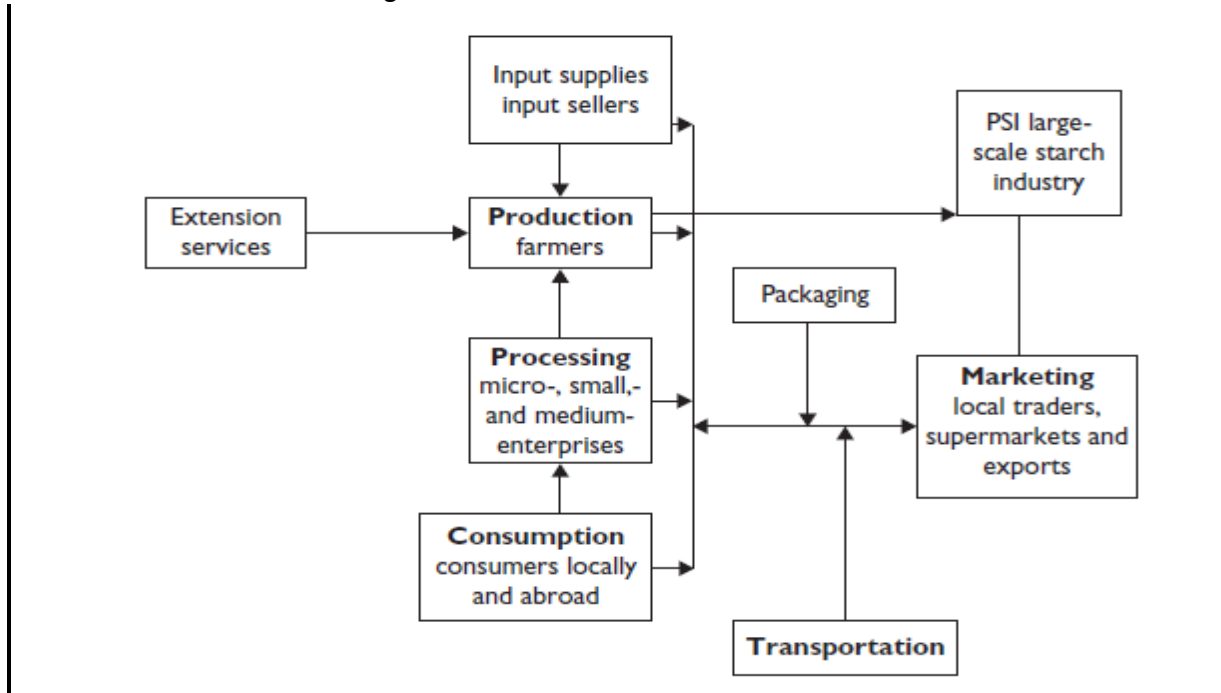 Input supplies
input sellers
PSI large-
scale starch
industry
Extension
services
Production
farmers
Packaging
Processing
micro-, small,-
and medium-
enterprises
Marketing
local traders,
supermarkets and
exports
Consumption
consumers locally
and abroad
Transportation